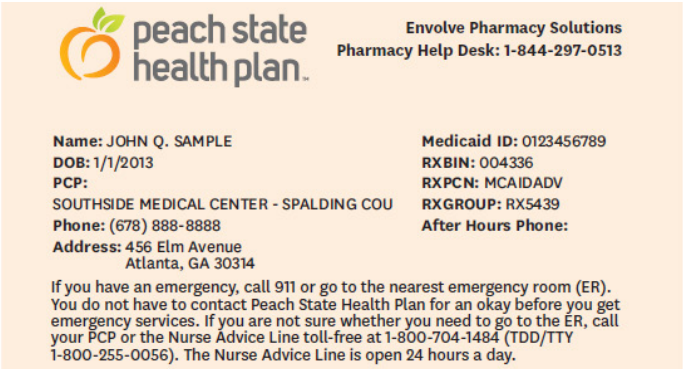 peach state
health plan℠
Envolve Pharmacy Solutions
Pharmacy Help Desk: 1-844-297-0513
Name: JOHN Q. SAMPLE
DOB: 1/1/2013
PCP:
SOUTHSIDE MEDICAL CENTER - SPALDING COU
Phone: (678) 888-8888
Address: 456 Elm Avenue
Atlanta, GA 30314
Medicaid ID: 0123456789
RXBIN: 004336
RXPCN: MCAIDADV
RXGROUP: RX5439
After Hours Phone:
If you have an emergency, call 911 or go to the nearest emergency room (ER).
You do not have to contact Peach State Health Plan for an okay before you get
emergency services. If you are not sure whether you need to go to the ER, call
your PCP or the Nurse Advice Line toll-free at 1-800-704-1484 (TDD/TTY
1-800-255-0056). The Nurse Advice Line is open 24 hours a day.